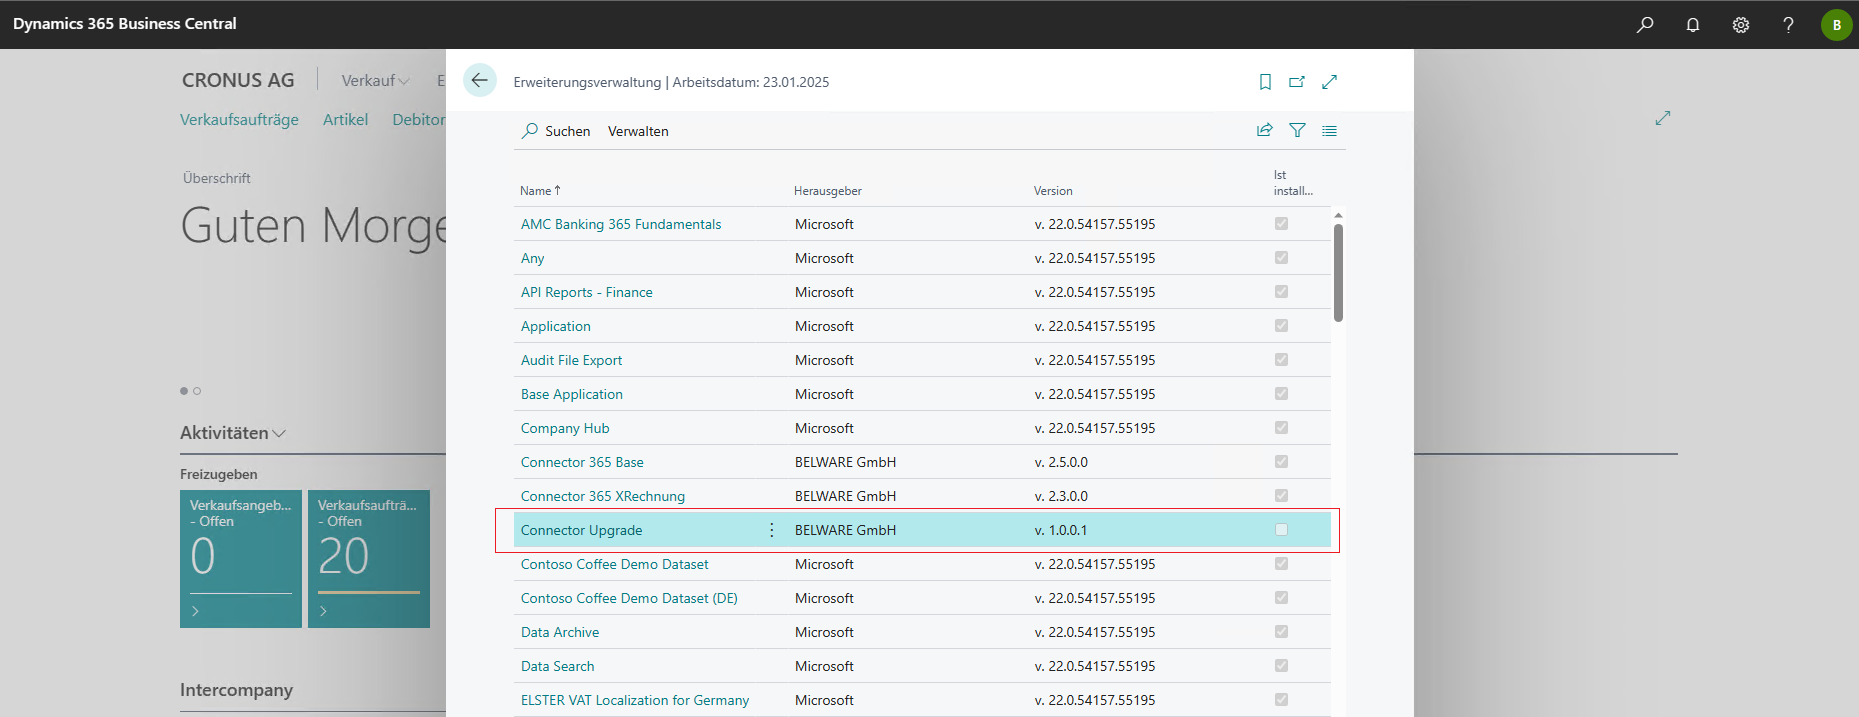 Dynamics 365 Business Central
?
B
CRONUS AG
Verkauf
E
Verkaufsaufträge
Artikel
Debitor
Überschrift
Guten Morge
Aktivitäten
Freizugeben
Verkaufsangeb...
- Offen
0
Verkaufsaufträ...
- Offen
20
Intercompany
Erweiterungsverwaltung | Arbeitsdatum: 23.01.2025
Suchen Verwalten
Name ↑ Herausgeber Version Ist install...
AMC Banking 365 Fundamentals Microsoft v. 22.0.54157.55195
Any Microsoft v. 22.0.54157.55195
API Reports - Finance Microsoft v. 22.0.54157.55195
Application Microsoft v. 22.0.54157.55195
Audit File Export Microsoft v. 22.0.54157.55195
Base Application Microsoft v. 22.0.54157.55195
Company Hub Microsoft v. 22.0.54157.55195
Connector 365 Base BELWARE GmbH v. 2.5.0.0
Connector 365 XRechnung BELWARE GmbH v. 2.3.0.0
Connector Upgrade BELWARE GmbH v. 1.0.0.1
Contoso Coffee Demo Dataset Microsoft v. 22.0.54157.55195
Contoso Coffee Demo Dataset (DE) Microsoft v. 22.0.54157.55195
Data Archive Microsoft v. 22.0.54157.55195
Data Search Microsoft v. 22.0.54157.55195
ELSTER VAT Localization for Germany Microsoft v. 22.0.54157.55195